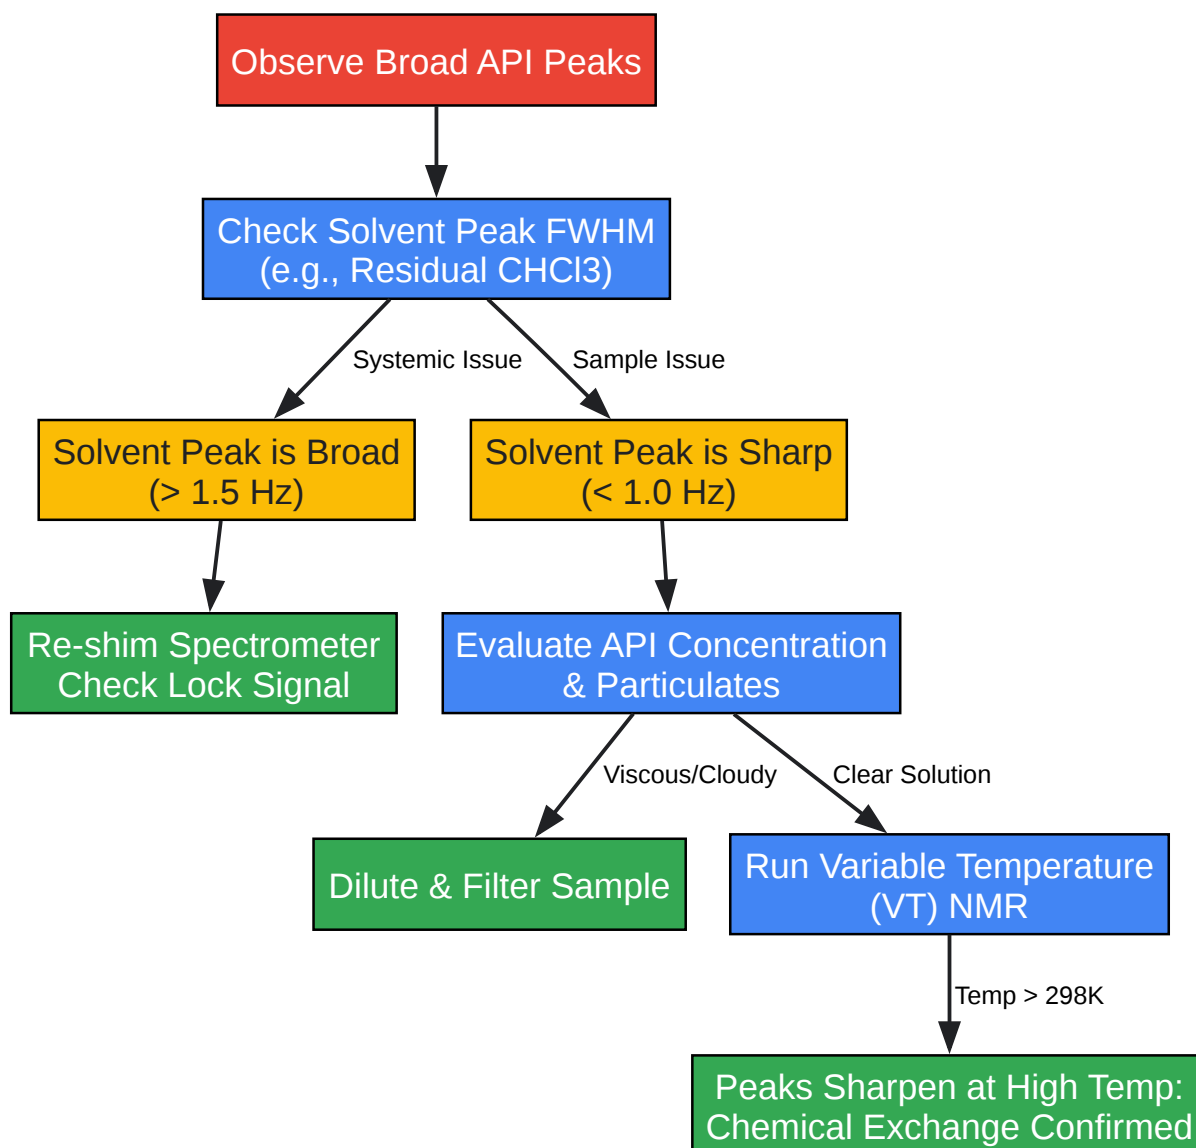 Observe Broad API Peaks
Check Solvent Peak FWHM
(e.g., Residual CHCl3)
Systemic Issue
Sample Issue
Solvent Peak is Broad
(> 1.5 Hz)
Solvent Peak is Sharp
(< 1.0 Hz)
Re-shim Spectrometer
Check Lock Signal
Evaluate API Concentration
& Particulates
Viscous/Cloudy
Clear Solution
Dilute & Filter Sample
Run Variable Temperature
(VT) NMR
Temp > 298K
Peaks Sharpen at High Temp:
Chemical Exchange Confirmed